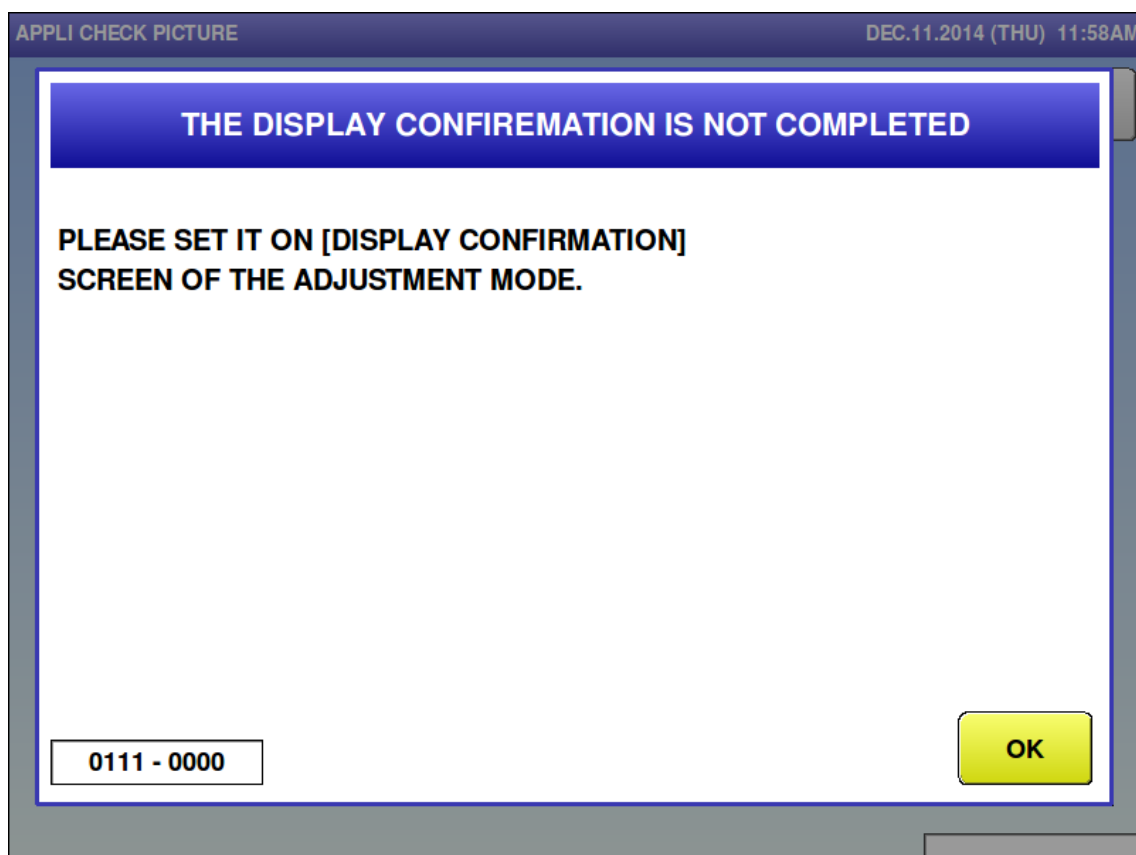 APPLI CHECK PICTURE
DEC.11.2014 (THU) 11:58AM
THE DISPLAY CONFIREMATION IS NOT COMPLETED
PLEASE SET IT ON [DISPLAY CONFIRMATION]
SCREEN OF THE ADJUSTMENT MODE.
0111 - 0000
OK